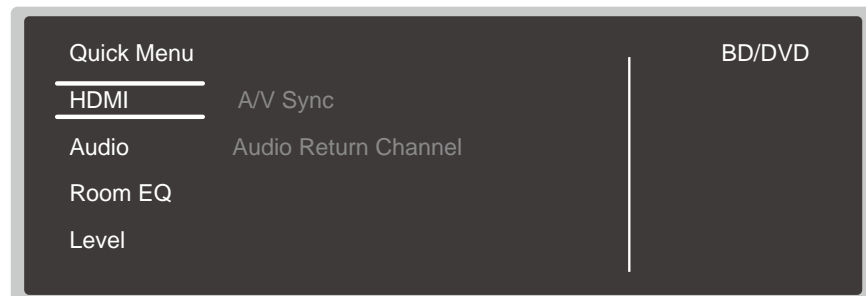 Quick Menu BD/DVD
HDMI A/V Sync
Audio Audio Return Channel
Room EQ
Level